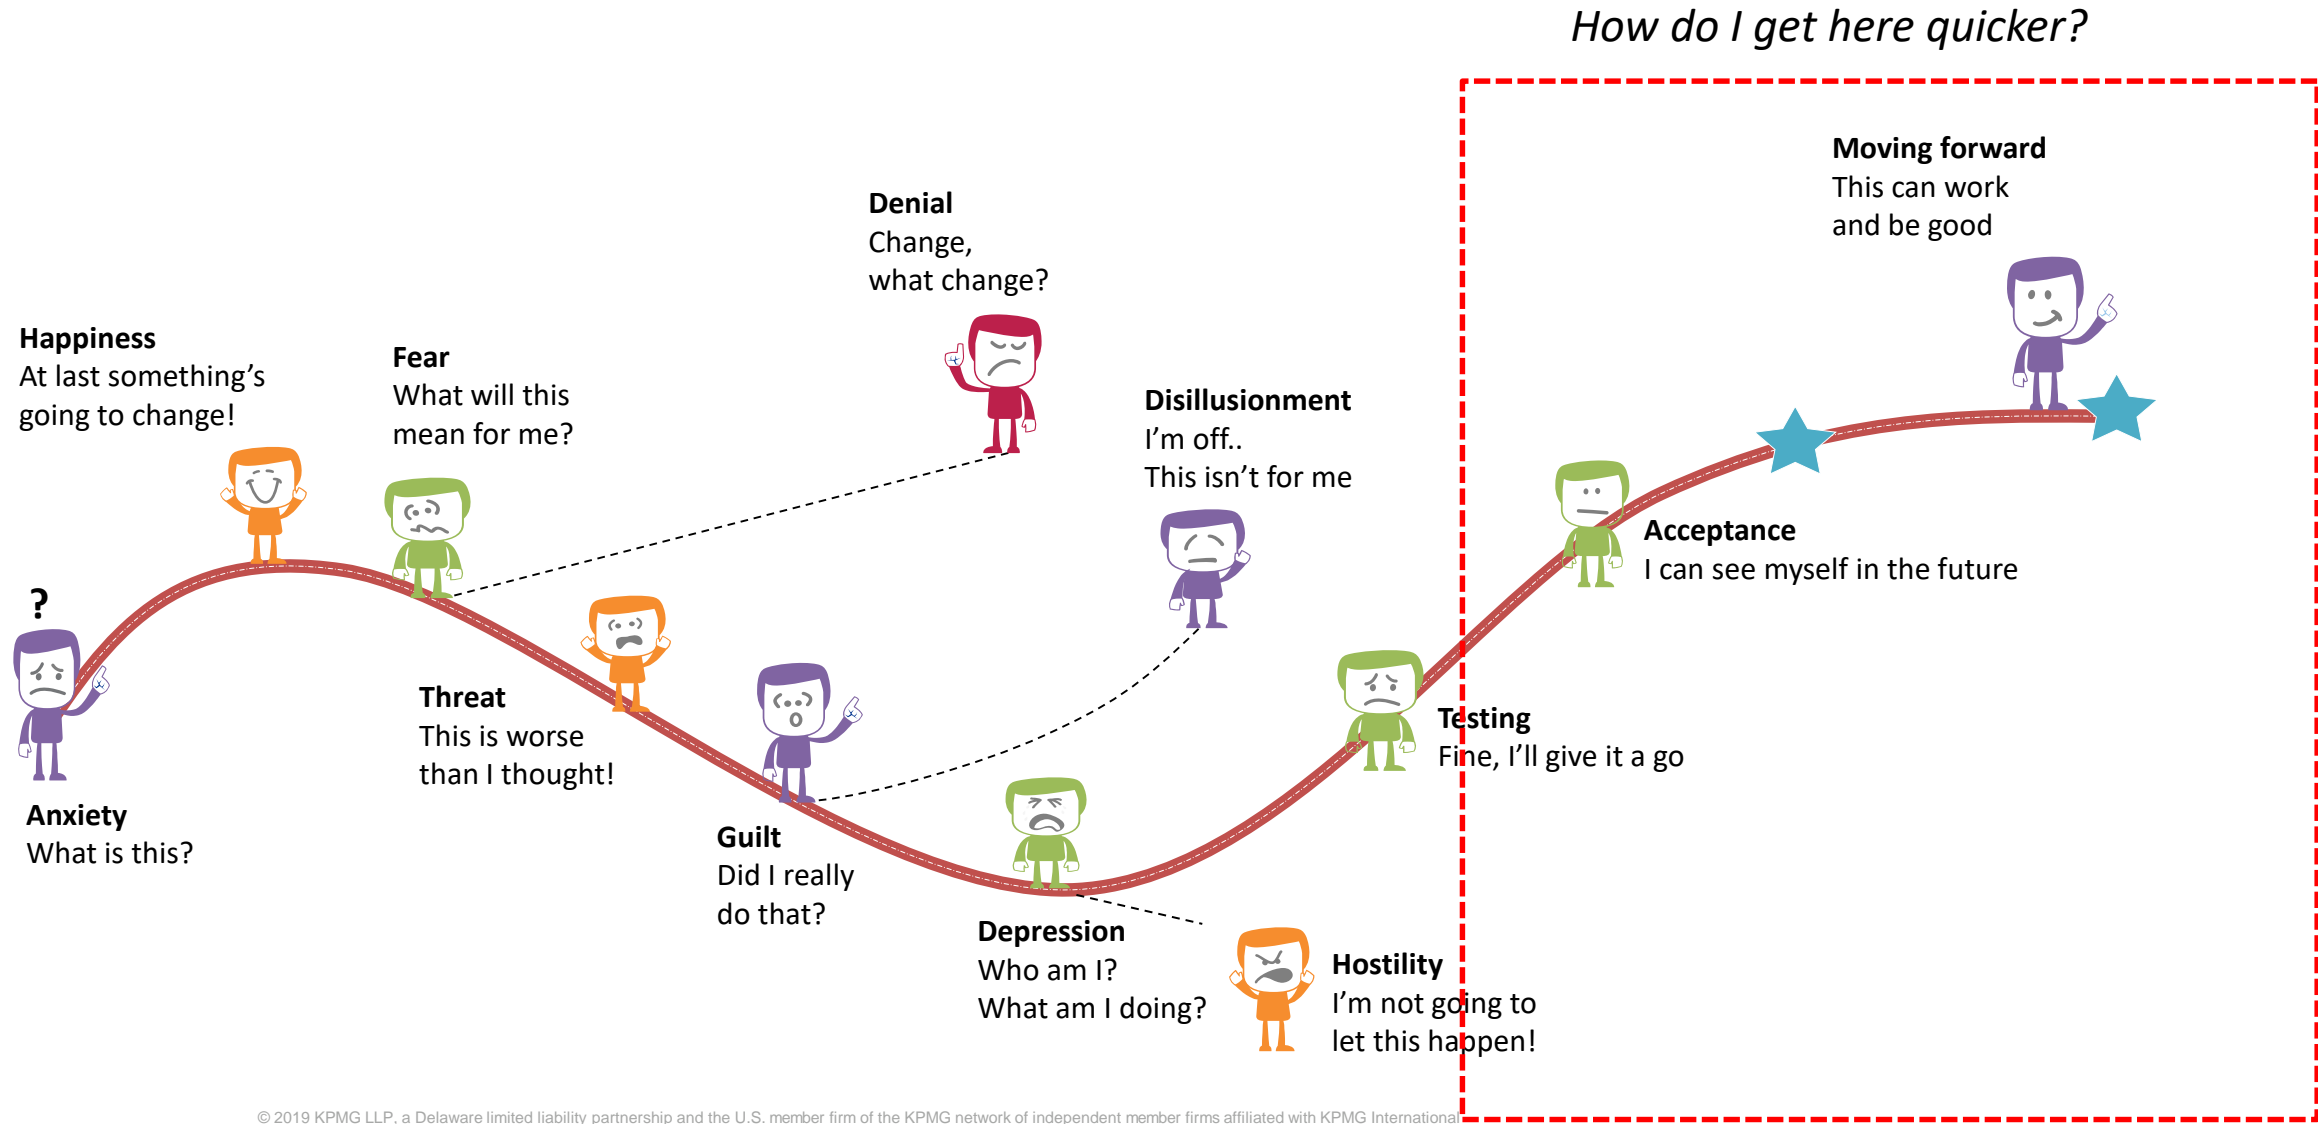 How do I get here quicker?
Moving forward
This can work
and be good
Denial
Change,
what change?
Happiness
At last something’s
going to change!
Fear
What will this
mean for me?
Disillusionment
I’m off..
This isn’t for me
Acceptance
I can see myself in the future
?
Anxiety
What is this?
Threat
This is worse
than I thought!
Testing
Fine, I’ll give it a go
Guilt
Did I really
do that?
Depression
Who am I?
What am I doing?
Hostility
I’m not going to
let this happen!
© 2019 KPMG LLP, a Delaware limited liability partnership and the U.S. member firm of the KPMG network of independent member firms affiliated with KPMG International